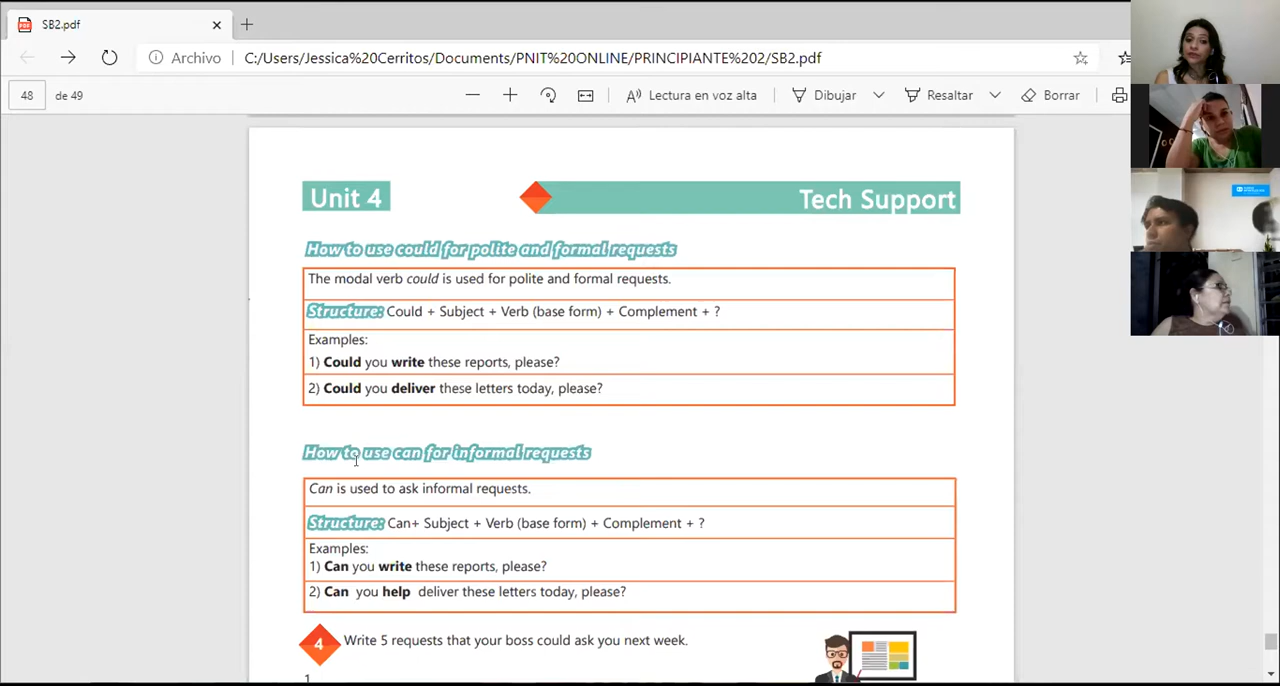 SB2.pdf
Archivo
C:/Users/Jessica%20Cerritos/Documents/PNIT%20ONLINE/PRINCIPIANTE%202/SB2.pdf
48
de 49
Lectura en voz alta
Dibujar
Resaltar
Borrar
Unit 4
Tech Support
How to use could for polite and formal requests
The modal verb could is used for polite and formal requests.
Structure: Could + Subject + Verb (base form) + Complement + ?
Examples:
1) Could you write these reports, please?
2) Could you deliver these letters today, please?
How to use can for informal requests
Can is used to ask informal requests.
Structure: Can+ Subject + Verb (base form) + Complement + ?
Examples:
1) Can you write these reports, please?
2) Can you help deliver these letters today, please?
4
Write 5 requests that your boss could ask you next week.
1